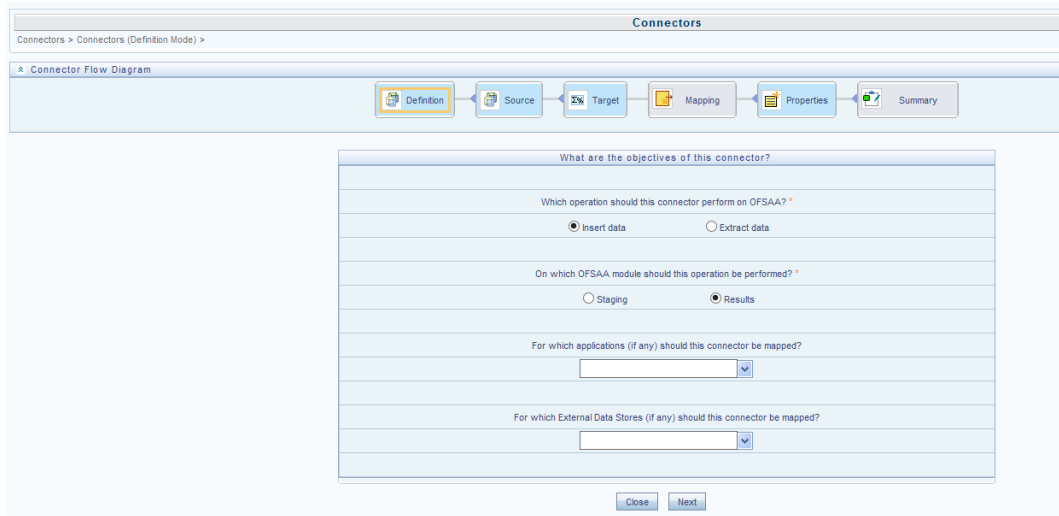 Connectors
Connectors > Connectors (Definition Mode) >
Connector Flow Diagram
Definition Source Target Mapping Properties Summary
What are the objectives of this connector?
Which operation should this connector perform on OFSAA? *
Insert data Extract data
On which OFSAA module should this operation be performed? *
Staging Results
For which applications (if any) should this connector be mapped?
For which External Data Stores (if any) should this connector be mapped?
Close Next